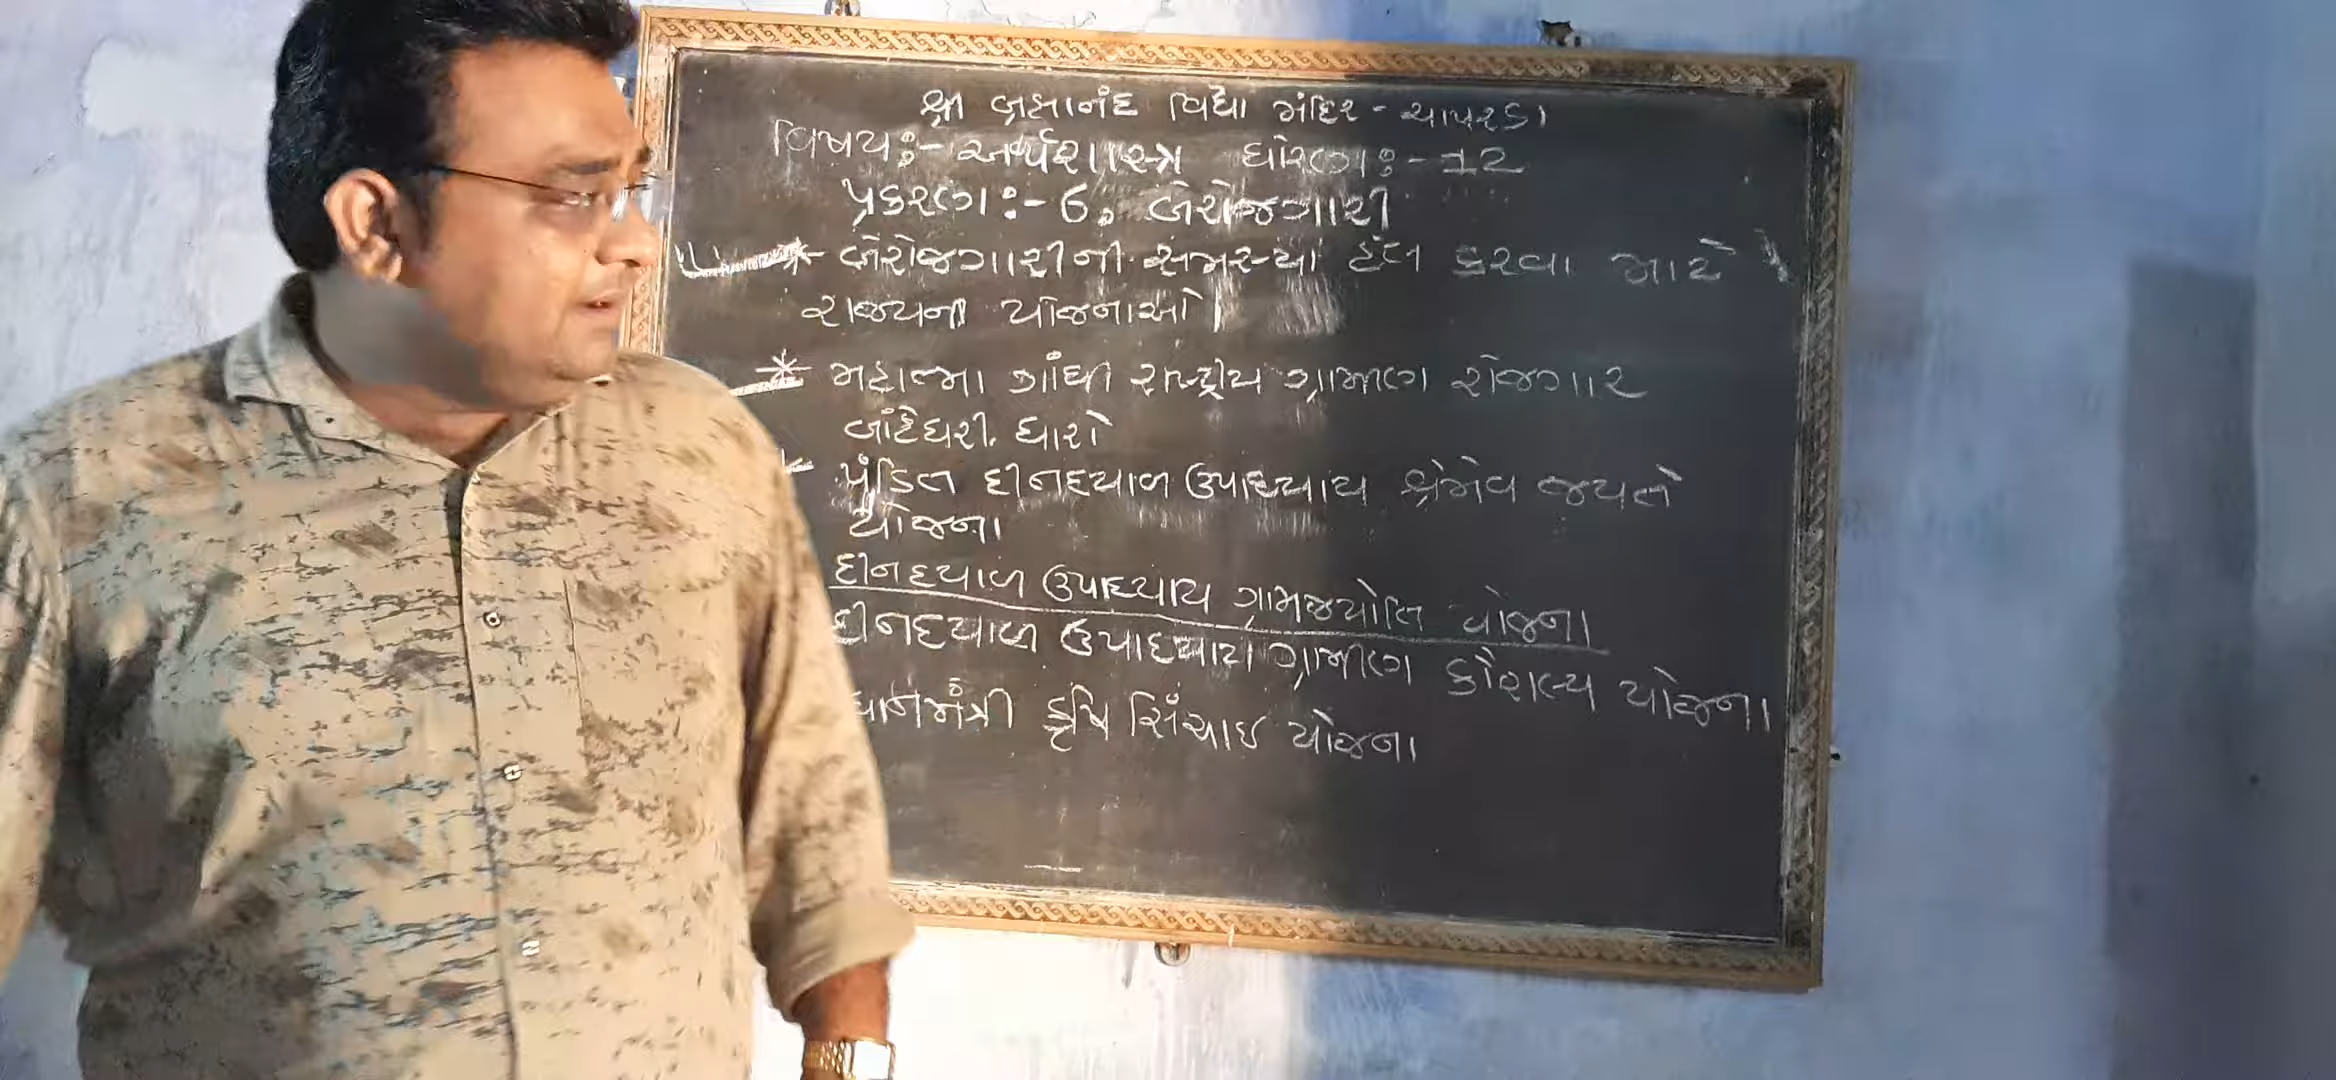 શ્રી બ્રહ્માનંદ વિદ્યા મંદિર - ચાપરડા
વિષય :- અર્થશાસ્ત્ર ધોરણ :- 12
પ્રકરણ :- 6. બેરોજગારી
* બેરોજગારીની સમસ્યા હલ કરવા માટે
રાજ્યની યોજનાઓ
* મહાત્મા ગાંધી રાષ્ટ્રીય ગ્રામીણ રોજગાર
બાંહેધરી ધારો
પંડિત દીનદયાળ ઉપાધ્યાય શ્રમેવ જયતે
યોજના
દીનદયાળ ઉપાધ્યાય ગ્રામજ્યોતિ યોજના
દીનદયાળ ઉપાધ્યાય ગ્રામીણ કૌશલ્ય યોજના
ધાનમંત્રી કૃષિ સિંચાઈ યોજના